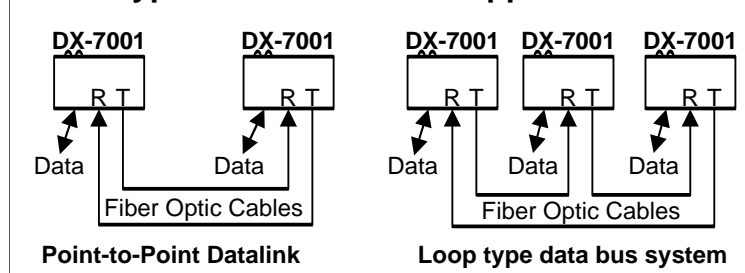 DX-7001 DX-7001 DX-7001 DX-7001 DX-7001
R T R T R T R T R T
Data Data Data Data Data
Fiber Optic Cables Fiber Optic Cables
Point-to-Point Datalink Loop type data bus system